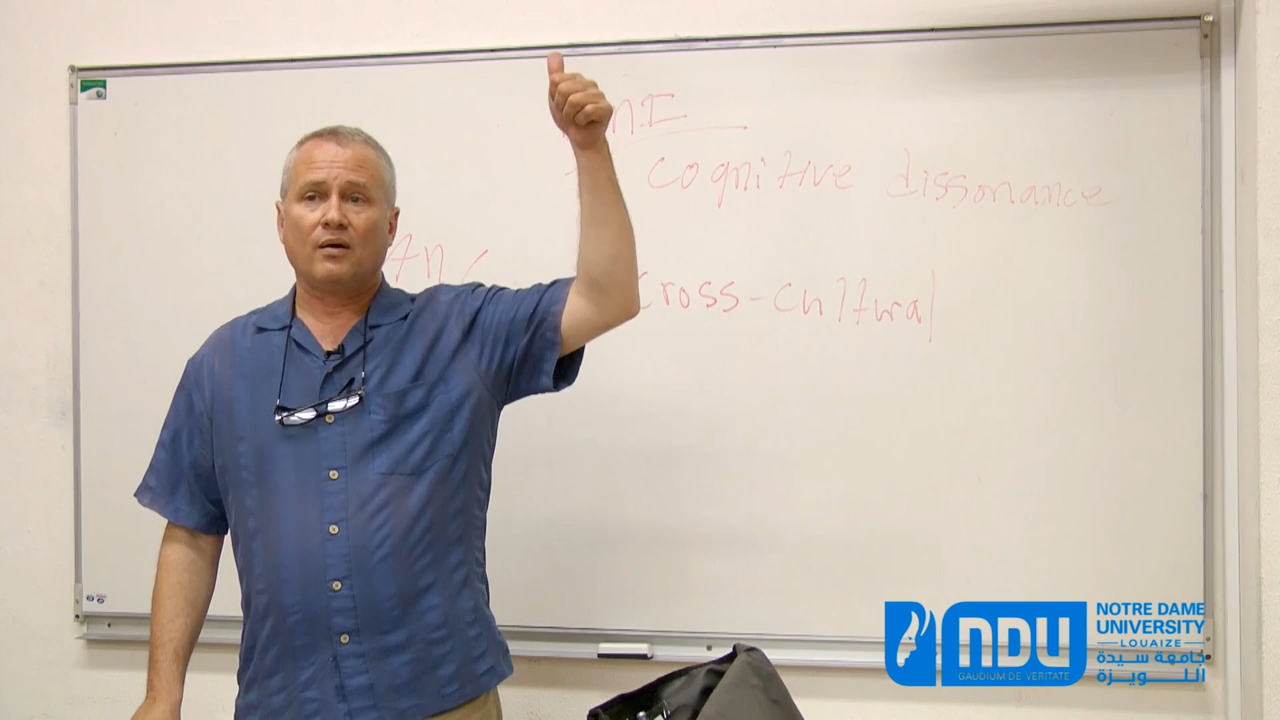 cognitive dissonance
cross-cultural
NDU
GAUDIUM DE VERITATE
NOTRE DAME
UNIVERSITY
LOUAIZE
جامعة سيدة
اللويزة